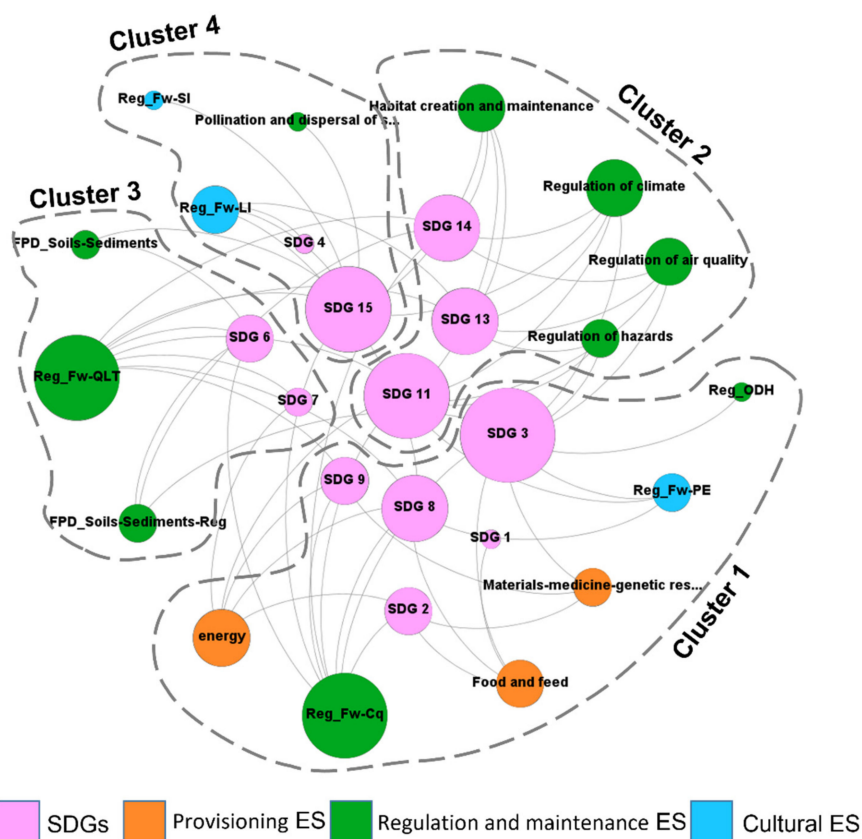 Cluster 4
Reg_Fw-SI
Pollination and dispersal of s...
Habitat creation and maintenance
Cluster 2
Regulation of climate
Cluster 3
Reg_Fw-LI
SDG 14
FPD_Soils-Sediments
SDG 4
Regulation of air quality
SDG 15
SDG 13
SDG 6
Regulation of hazards
Reg_Fw-QLT
SDG 7
SDG 11
Reg_ODH
SDG 3
SDG 9
Reg_Fw-PE
SDG 8
FPD_Soils-Sediments-Reg
SDG 1
Materials-medicine-genetic res...
Cluster 1
SDG 2
energy
Food and feed
Reg_Fw-Cq
SDGs
Provisioning ES
Regulation and maintenance ES
Cultural ES